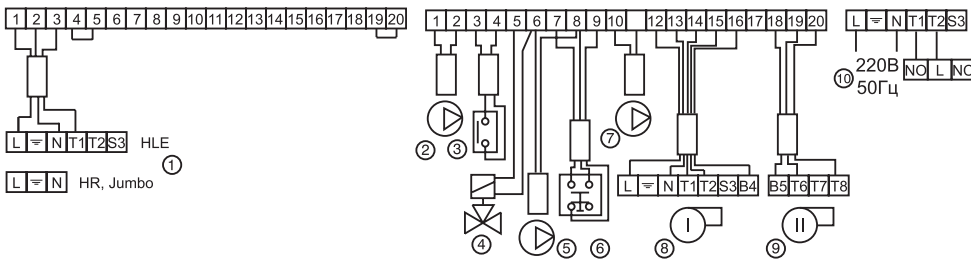 1 2 3 4 5 6 7 8 9 10 11 12 13 14 15 16 17 18 19 20
L N T1 T2 S3 HLE
1
L N HR, Jumbo
1 2 3 4 5 6 7 8 9 10 12 13 14 15 16 17 18 19 20
2 3
4
5 6
7
L N T1 T2 S3 B4
I
8
B5 T6 T7 T8
II
9
L N T1 T2 S3
10 220В
50Гц
NO L NO